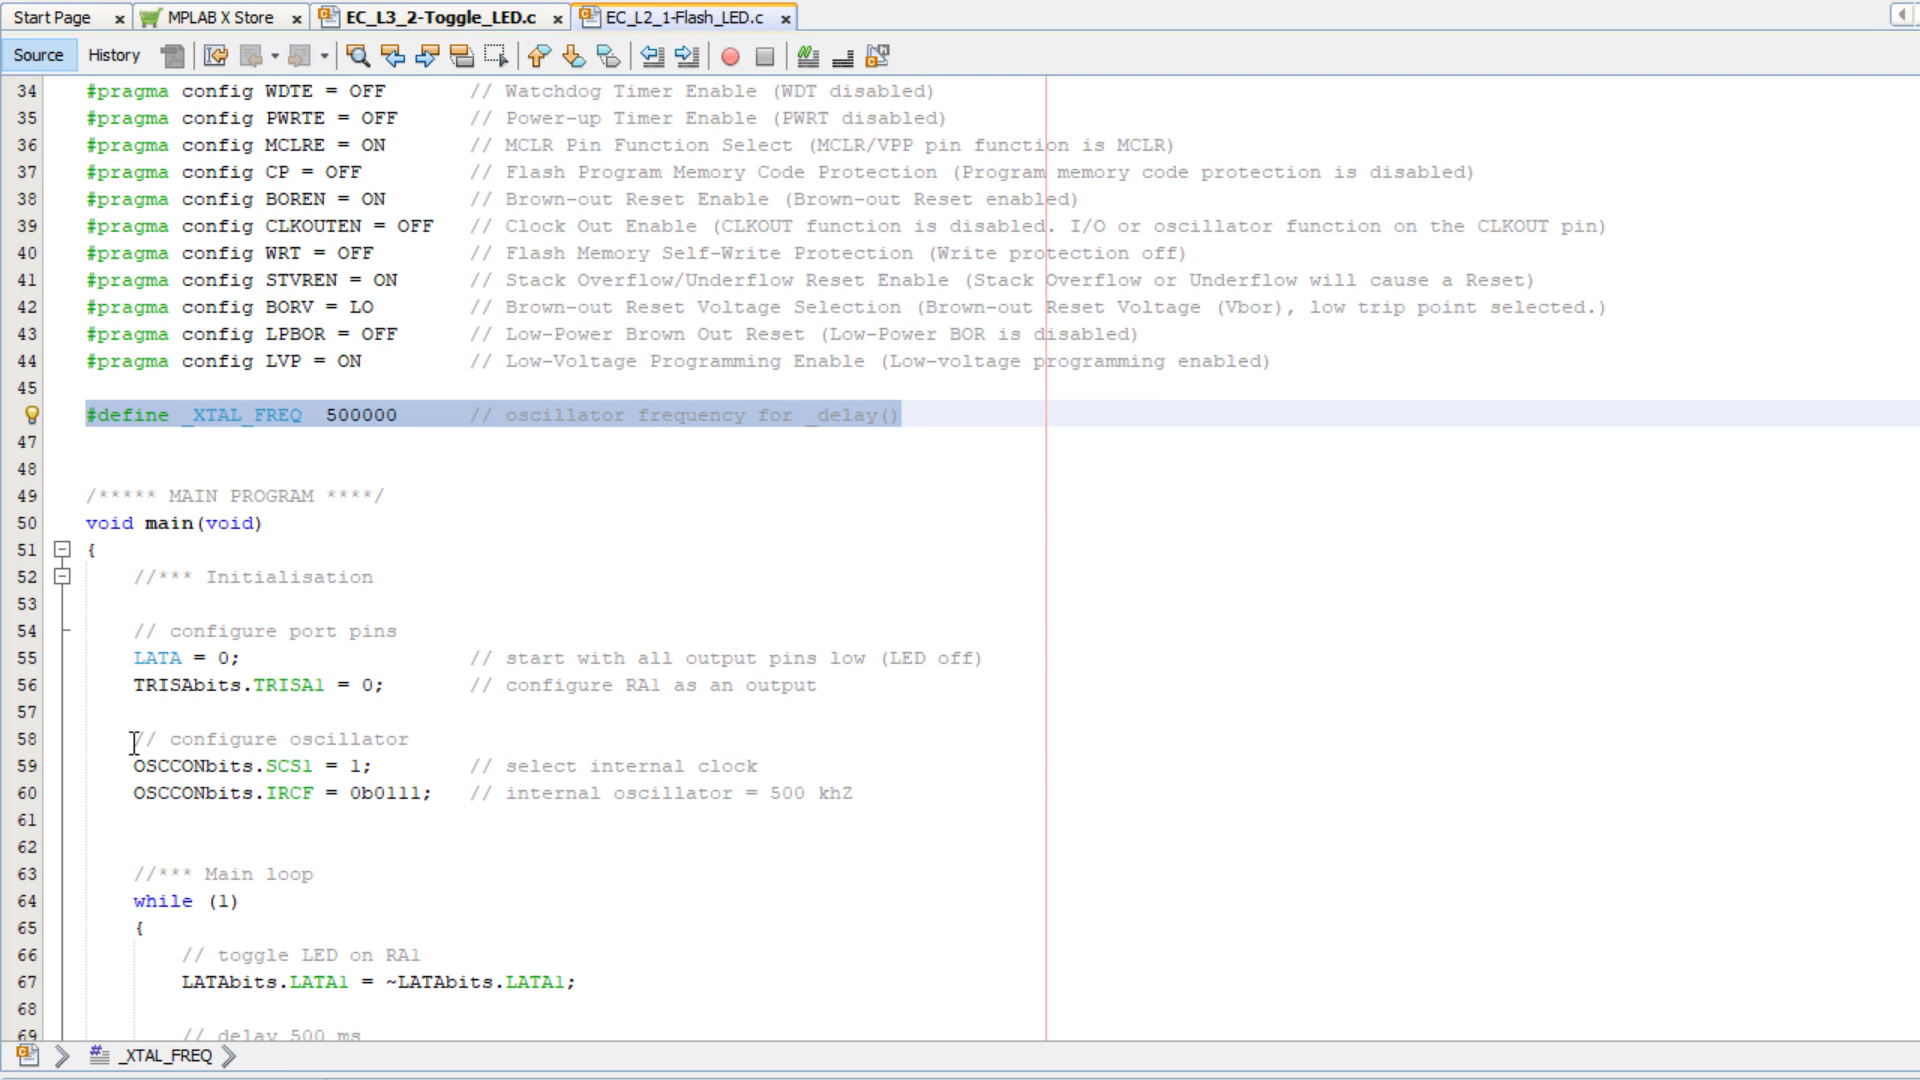 Start Page x MPLAB X Store x EC_L3_2-Toggle_LED.c x EC_L2_1-Flash_LED.c x
Source History
34 #pragma config WDTE = OFF // Watchdog Timer Enable (WDT disabled)
35 #pragma config PWRTE = OFF // Power-up Timer Enable (PWRT disabled)
36 #pragma config MCLRE = ON // MCLR Pin Function Select (MCLR/VPP pin function is MCLR)
37 #pragma config CP = OFF // Flash Program Memory Code Protection (Program memory code protection is disabled)
38 #pragma config BOREN = ON // Brown-out Reset Enable (Brown-out Reset enabled)
39 #pragma config CLKOUTEN = OFF // Clock Out Enable (CLKOUT function is disabled. I/O or oscillator function on the CLKOUT pin)
40 #pragma config WRT = OFF // Flash Memory Self-Write Protection (Write protection off)
41 #pragma config STVREN = ON // Stack Overflow/Underflow Reset Enable (Stack Overflow or Underflow will cause a Reset)
42 #pragma config BORV = LO // Brown-out Reset Voltage Selection (Brown-out Reset Voltage (Vbor), low trip point selected.)
43 #pragma config LPBOR = OFF // Low-Power Brown Out Reset (Low-Power BOR is disabled)
44 #pragma config LVP = ON // Low-Voltage Programming Enable (Low-voltage programming enabled)
45
#define _XTAL_FREQ 500000 // oscillator frequency for _delay()
47
48
49 /***** MAIN PROGRAM ****/
50 void main(void)
51 {
52 //*** Initialisation
53
54 // configure port pins
55 LATA = 0; // start with all output pins low (LED off)
56 TRISAbits.TRISA1 = 0; // configure RA1 as an output
57
58 // configure oscillator
59 OSCCONbits.SCS1 = 1; // select internal clock
60 OSCCONbits.IRCF = 0b0111; // internal oscillator = 500 khZ
61
62
63 //*** Main loop
64 while (1)
65 {
66 // toggle LED on RA1
67 LATAbits.LATA1 = ~LATAbits.LATA1;
68
69 // delay 500 ms
_XTAL_FREQ